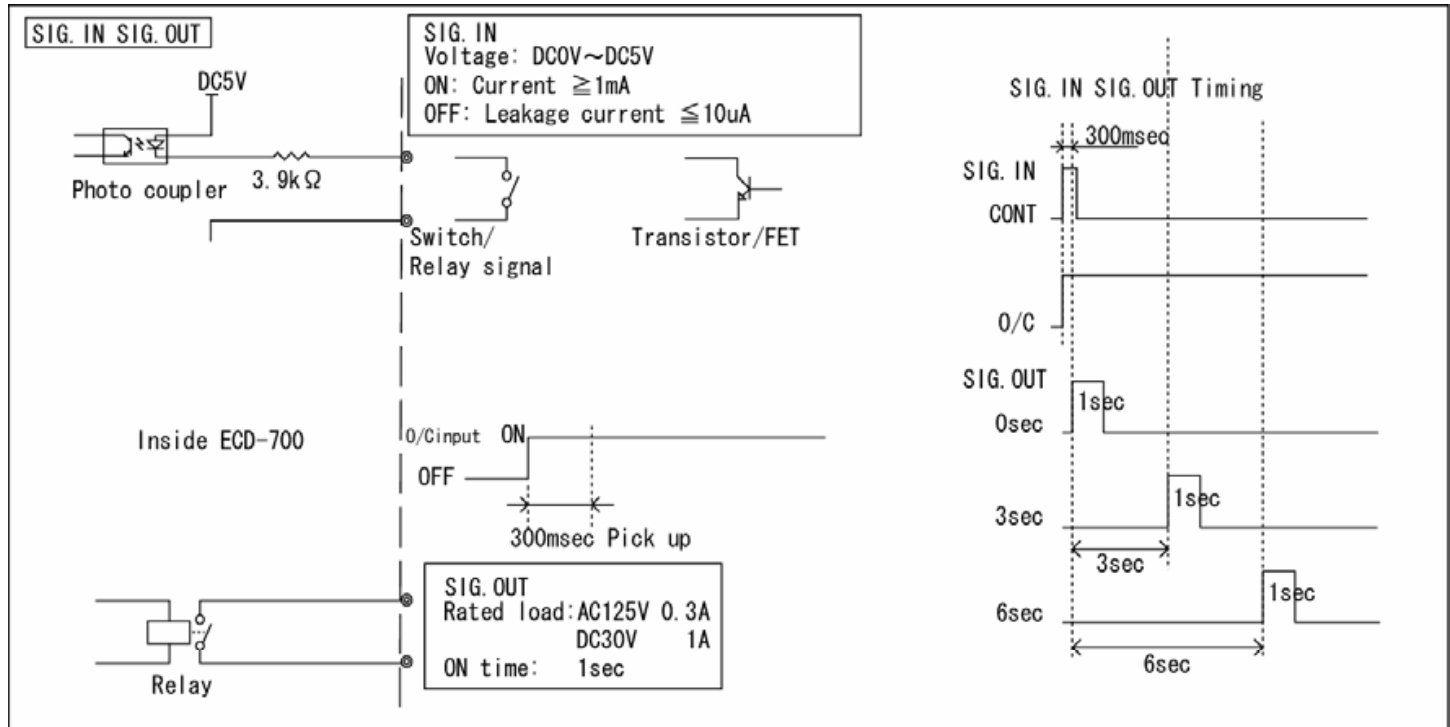 SIG. IN SIG. OUT
SIG. IN
Voltage: DC0V～DC5V
ON: Current ≧1mA
OFF: Leakage current ≦10uA
DC5V
Photo coupler
3. 9kΩ
Switch/
Relay signal
Transistor/FET
Inside ECD-700
O/Cinput ON
OFF
300msec Pick up
SIG. OUT
Rated load:AC125V 0.3A
DC30V 1A
ON time: 1sec
Relay
SIG. IN SIG. OUT Timing
300msec
SIG. IN
CONT
O/C
SIG. OUT
0sec
1sec
3sec
1sec
3sec
6sec
1sec
6sec